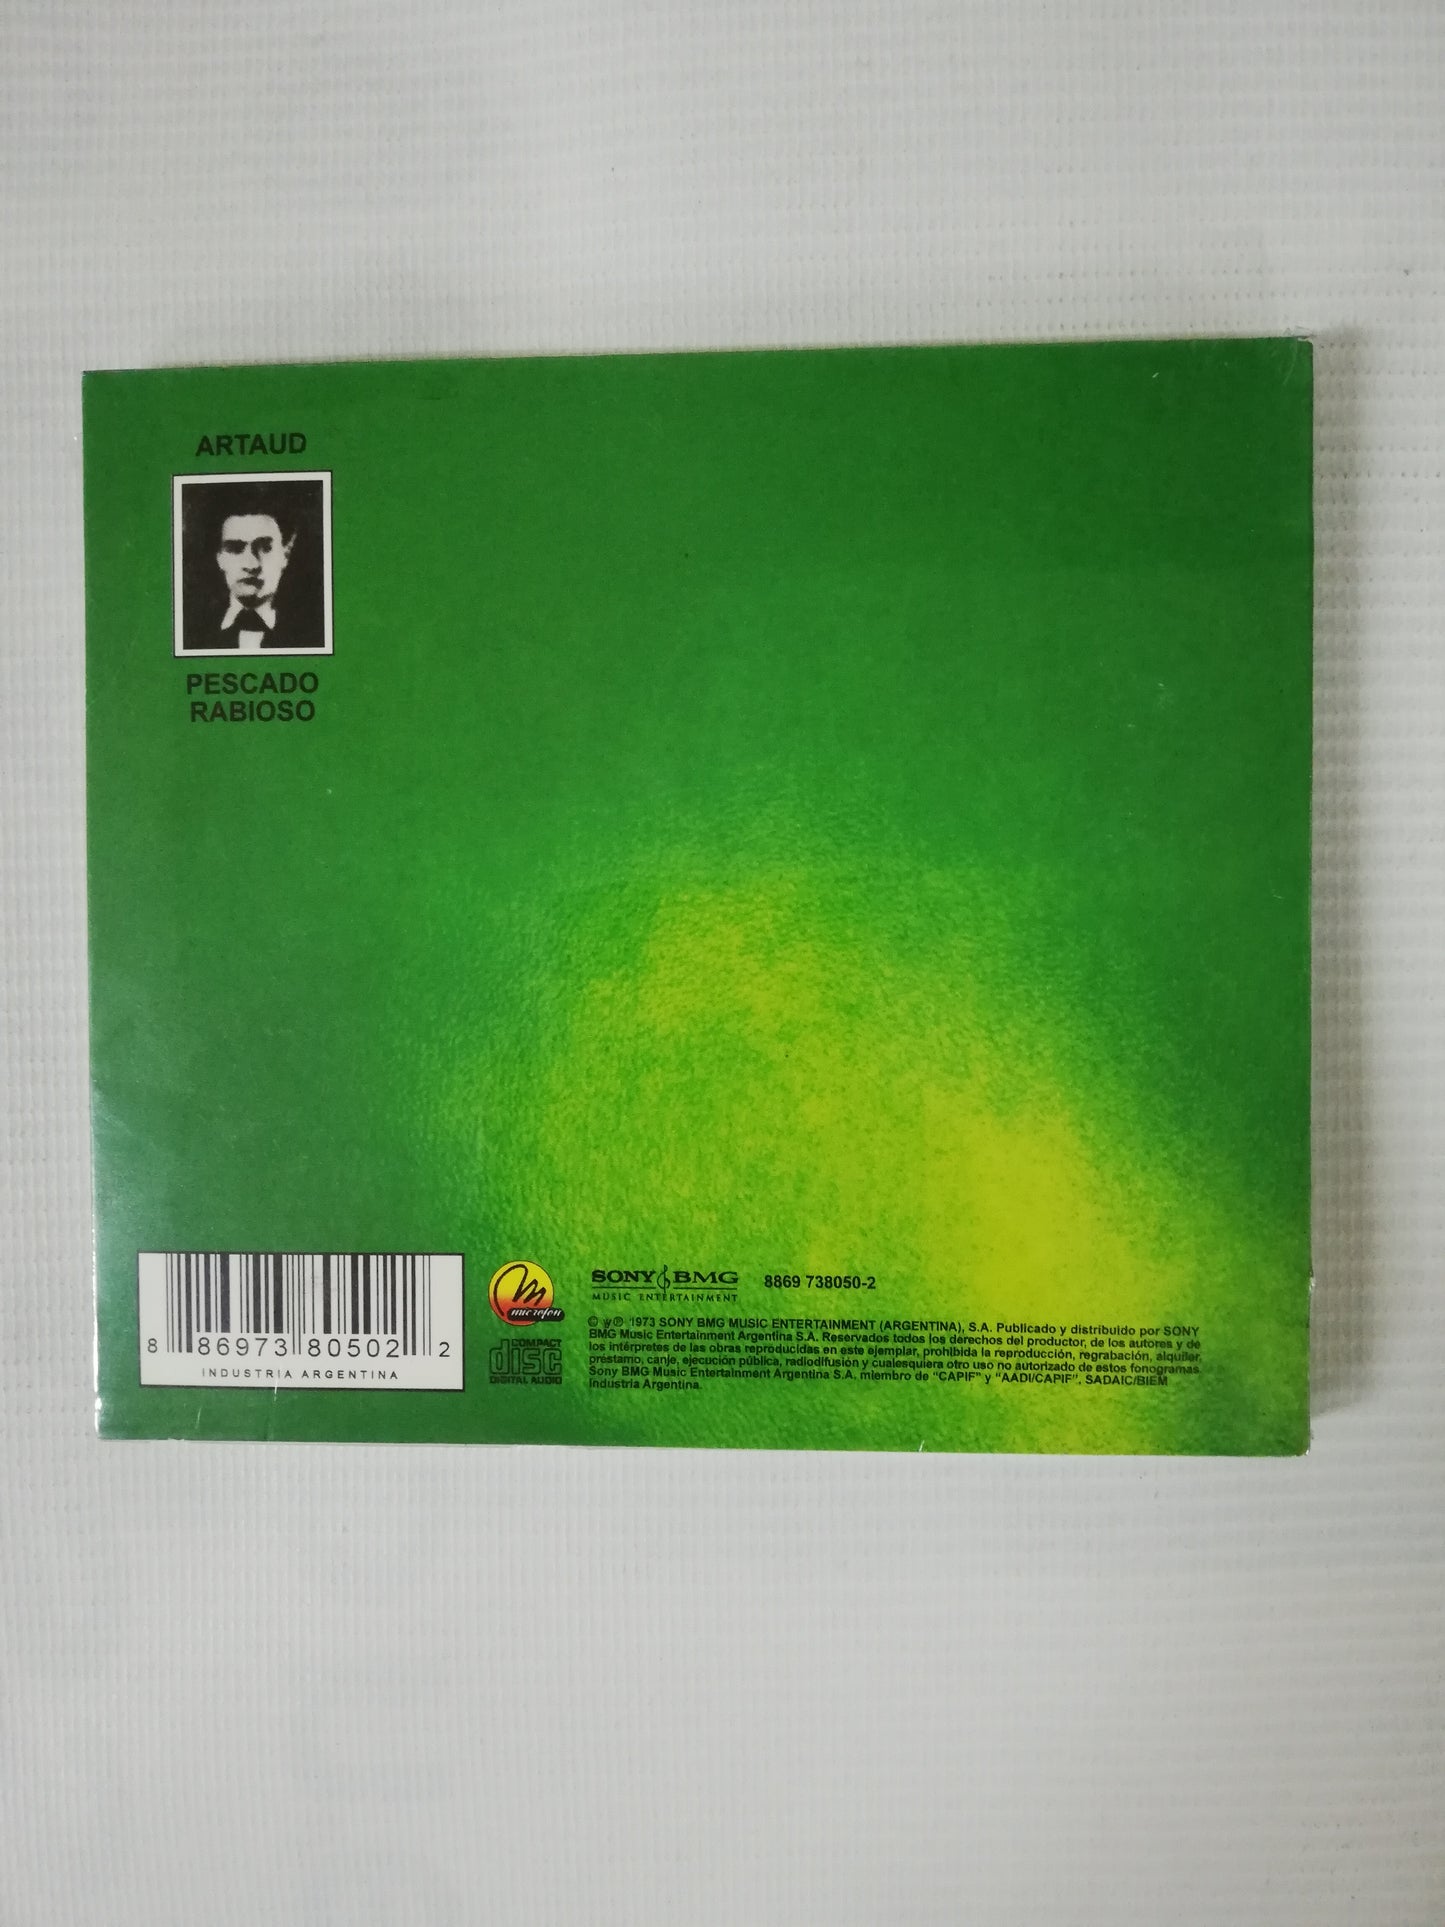 ARTAUD
PESCADO
RABIOSO
8 86973 80502 2
INDUSTRIA ARGENTINA
microfon
COMPACT
disc
DIGITAL AUDIO
SONY BMG
MUSIC ENTERTAINMENT
8869 738050-2
© y ℗ 1973 SONY BMG MUSIC ENTERTAINMENT (ARGENTINA), S.A. Publicado y distribuido por SONY
BMG Music Entertainment Argentina S.A. Reservados todos los derechos del productor, de los autores y de
los intérpretes de las obras reproducidas en este ejemplar, prohibida la reproducción, regrabación, alquiler,
préstamo, canje, ejecución pública, radiodifusión y cualesquiera otro uso no autorizado de estos fonogramas.
Sony BMG Music Entertainment Argentina S.A. miembro de "CAPIF" y "AADI/CAPIF". SADAIC/BIEM
Industria Argentina.